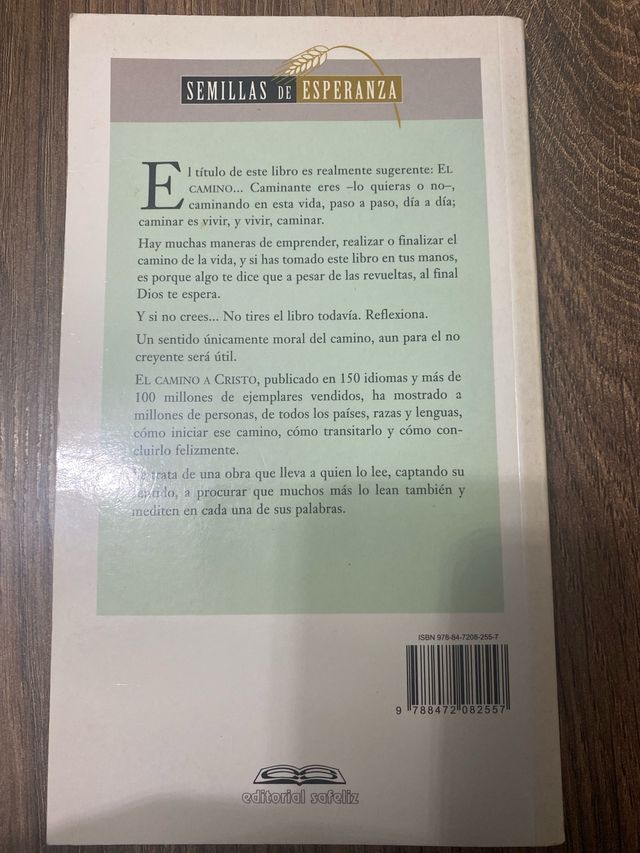 SEMILLAS DE ESPERANZA
El título de este libro es realmente sugerente: EL
CAMINO... Caminante eres –lo quieras o no–,
caminando en esta vida, paso a paso, día a día;
caminar es vivir, y vivir, caminar.
Hay muchas maneras de emprender, realizar o finalizar el
camino de la vida, y si has tomado este libro en tus manos,
es porque algo te dice que a pesar de las revueltas, al final
Dios te espera.
Y si no crees... No tires el libro todavía. Reflexiona.
Un sentido únicamente moral del camino, aun para el no
creyente será útil.
EL CAMINO A CRISTO, publicado en 150 idiomas y más de
100 millones de ejemplares vendidos, ha mostrado a
millones de personas, de todos los países, razas y lenguas,
cómo iniciar ese camino, cómo transitarlo y cómo con-
cluirlo felizmente.
Se trata de una obra que lleva a quien lo lee, captando su
sentido, a procurar que muchos más lo lean también y
mediten en cada una de sus palabras.
ISBN 978-84-7208-255-7
9 788472 082557
editorial safeliz